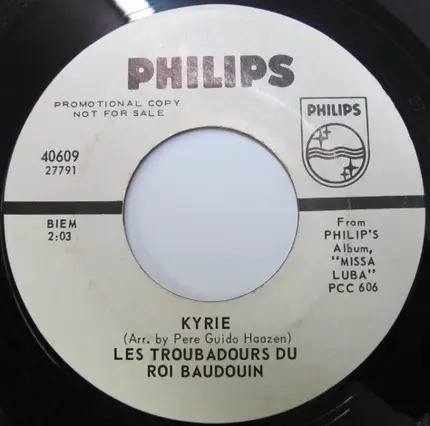 PHILIPS
PROMOTIONAL COPY
NOT FOR SALE
PHILIPS
40609
27791
BIEM
2:03
From
PHILIP'S
Album,
"MISSA
LUBA"
PCC 606
KYRIE
(Arr. by Pere Guido Haazen)
LES TROUBADOURS DU
ROI BAUDOUIN